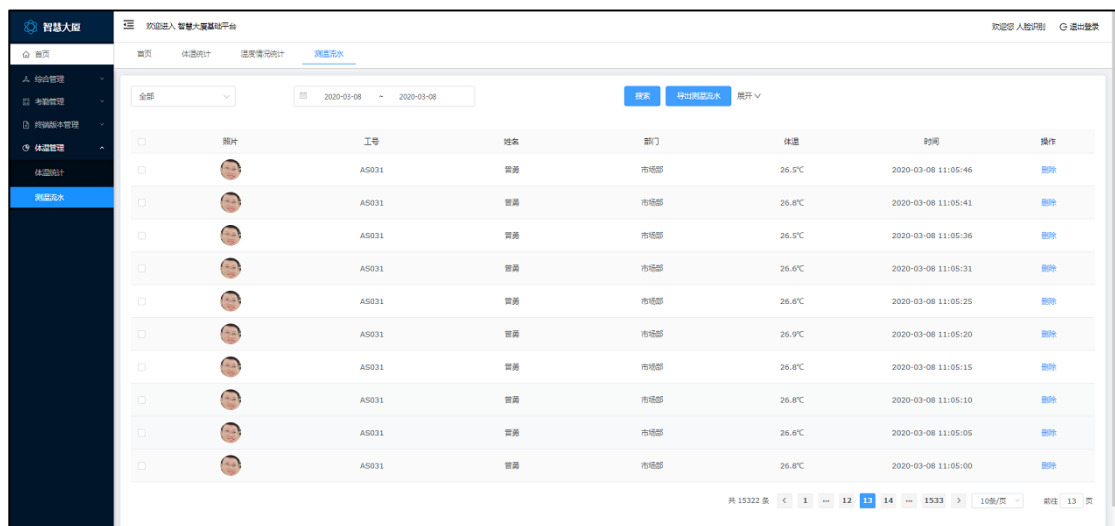 智慧大厦 欢迎进入 智慧大厦基础平台 欢迎您 人脸识别 退出登录
首页 首页 体温统计 温度情况统计 测温流水
综合管理
考勤管理
终端版本管理
体温管理
体温统计
测温流水
全部 2020-03-08 ~ 2020-03-08 搜索 导出测温流水 展开
照片 工号 姓名 部门 体温 时间 操作
AS031 曾勇 市场部 26.5℃ 2020-03-08 11:05:46 删除
AS031 曾勇 市场部 26.8℃ 2020-03-08 11:05:41 删除
AS031 曾勇 市场部 26.5℃ 2020-03-08 11:05:36 删除
AS031 曾勇 市场部 26.6℃ 2020-03-08 11:05:31 删除
AS031 曾勇 市场部 26.6℃ 2020-03-08 11:05:25 删除
AS031 曾勇 市场部 26.9℃ 2020-03-08 11:05:20 删除
AS031 曾勇 市场部 26.8℃ 2020-03-08 11:05:15 删除
AS031 曾勇 市场部 26.8℃ 2020-03-08 11:05:10 删除
AS031 曾勇 市场部 26.6℃ 2020-03-08 11:05:05 删除
AS031 曾勇 市场部 26.8℃ 2020-03-08 11:05:00 删除
共 15322 条 < 1 ··· 12 13 14 ··· 1533 > 10条/页 前往 13 页